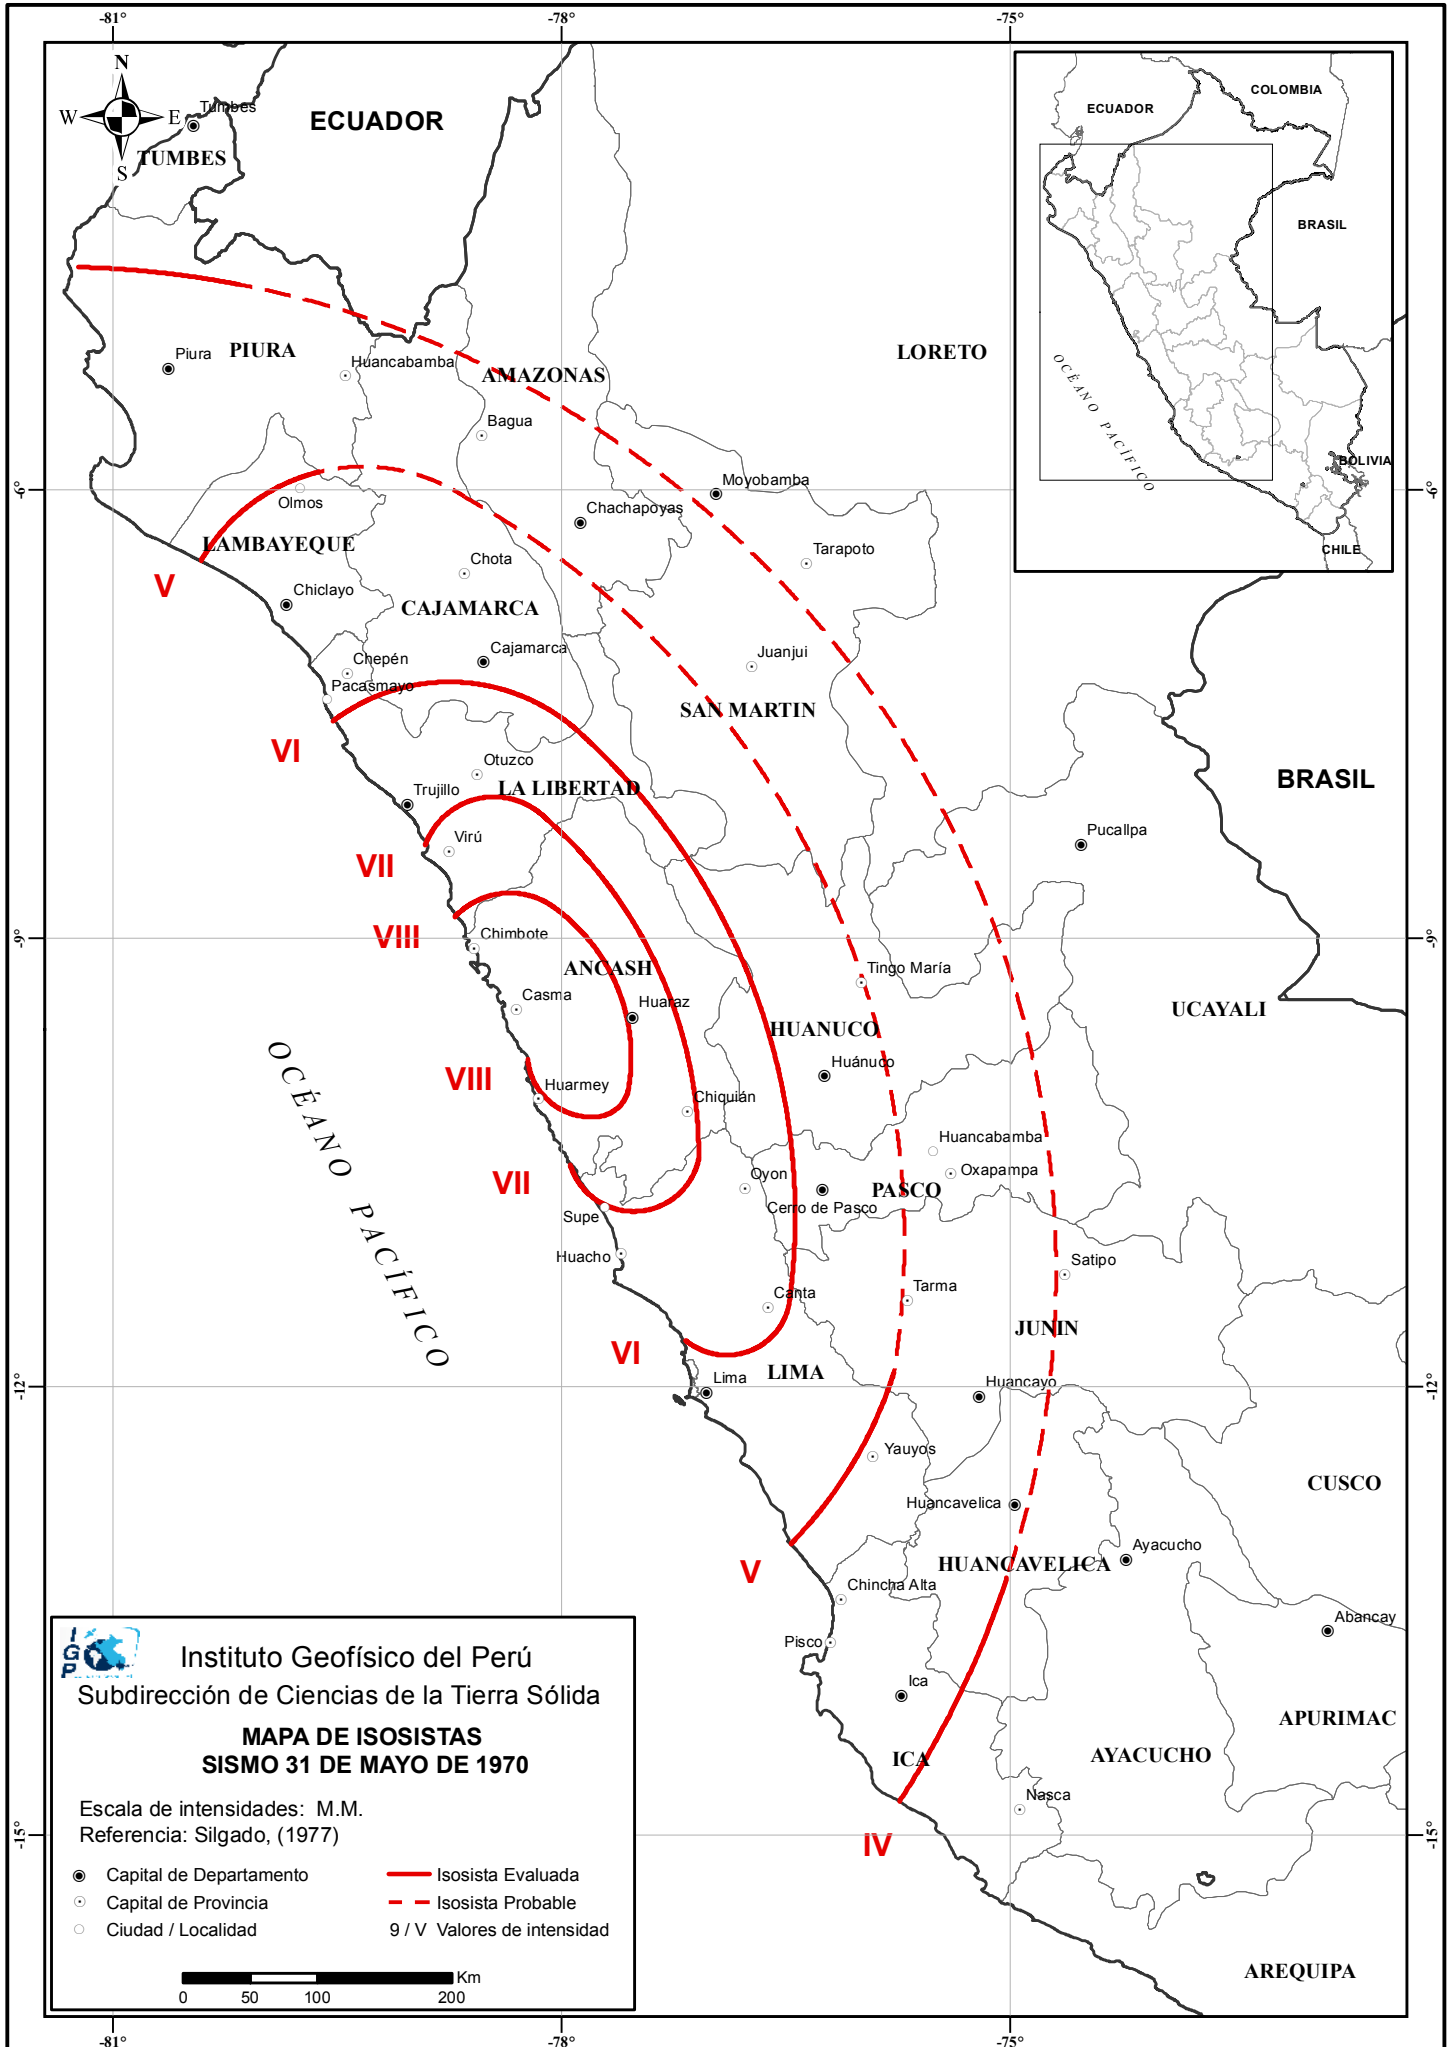 -81°
-78°
-75°
N
W
E
S
Tumbes
TUMBES
ECUADOR
COLOMBIA
ECUADOR
BRASIL
OCÉANO PACÍFICO
BOLIVIA
CHILE
Piura
PIURA
Huancabamba
AMAZONAS
LORETO
Bagua
-6°
-6°
Olmos
Moyobamba
Chachapoyas
LAMBAYEQUE
Tarapoto
V
Chota
Chiclayo
CAJAMARCA
Chepén
Cajamarca
Juanjui
Pacasmayo
SAN MARTIN
VI
Otuzco
LA LIBERTAD
BRASIL
Trujillo
Virú
Pucallpa
VII
VIII
Chimbote
-9°
-9°
ANCASH
Tingo María
Casma
Huaraz
UCAYALI
HUANUCO
OCÉANO PACÍFICO
VIII
Huarmey
Huánuco
Chiquián
Huancabamba
VII
Oyon
PASCO
Oxapampa
Cerro de Pasco
Supe
Huacho
Satipo
Canta
Tarma
JUNIN
VI
LIMA
Lima
Huancayo
-12°
-12°
Yauyos
CUSCO
Huancavelica
Ayacucho
V
HUANCAVELICA
Chincha Alta
Abancay
Pisco
Ica
APURIMAC
ICA
AYACUCHO
Nasca
IV
-15°
-15°
AREQUIPA
IGP
Instituto Geofísico del Perú
Subdirección de Ciencias de la Tierra Sólida
MAPA DE ISOSISTAS
SISMO 31 DE MAYO DE 1970
Escala de intensidades: M.M.
Referencia: Silgado, (1977)
Capital de Departamento
Isosista Evaluada
Capital de Provincia
Isosista Probable
Ciudad / Localidad
9 / V Valores de intensidad
Km
0 50 100 200
-81°
-78°
-75°